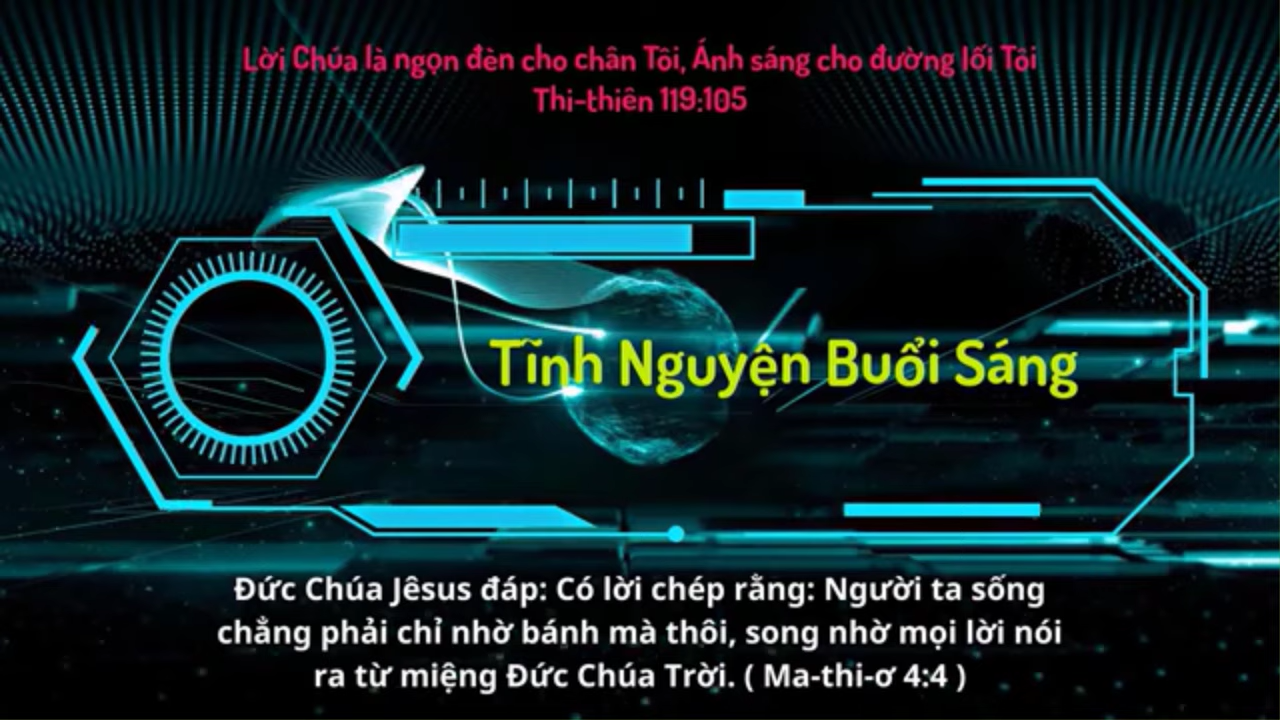 Lời Chúa là ngọn đèn cho chân Tôi, Ánh sáng cho đường lối Tôi
Thi-thiên 119:105
Tĩnh Nguyện Buổi Sáng
Đức Chúa Jêsus đáp: Có lời chép rằng: Người ta sống
chẳng phải chỉ nhờ bánh mà thôi, song nhờ mọi lời nói
ra từ miệng Đức Chúa Trời. ( Ma-thi-ơ 4:4 )